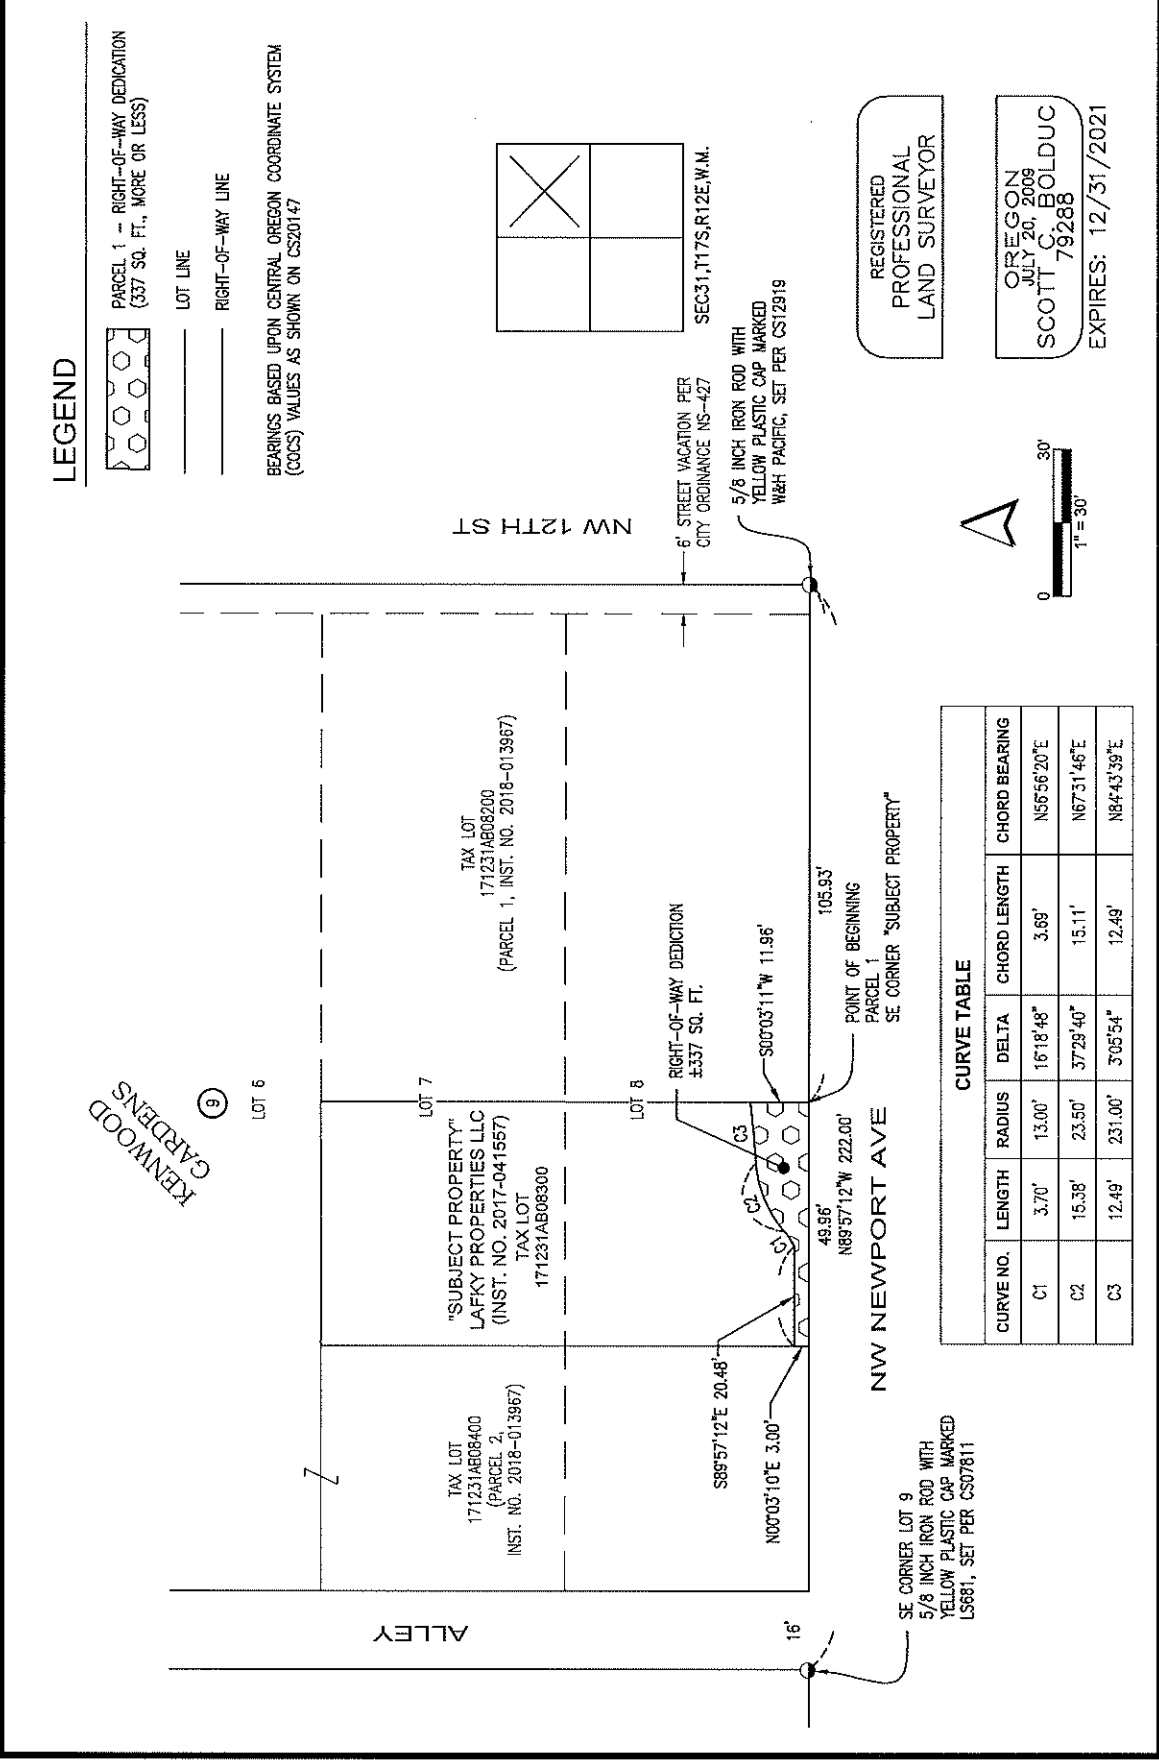 LEGEND
PARCEL 1 – RIGHT-OF-WAY DEDICATION
(337 SQ. FT., MORE OR LESS)
LOT LINE
RIGHT-OF-WAY LINE
BEARINGS BASED UPON CENTRAL OREGON COORDINATE SYSTEM
(COCS) VALUES AS SHOWN ON CS20147
KENWOOD
GARDENS
9
LOT 6
LOT 7
LOT 8
ALLEY
16'
NW 12TH ST
TAX LOT
171231AB08400
(PARCEL 2,
INST. NO. 2018-013967)
"SUBJECT PROPERTY"
LAFKY PROPERTIES LLC
(INST. NO. 2017-041557)
TAX LOT
171231AB08300
TAX LOT
171231AB08200
(PARCEL 1, INST. NO. 2018-013967)
6' STREET VACATION PER
CITY ORDINANCE NS-427
5/8 INCH IRON ROD WITH
YELLOW PLASTIC CAP MARKED
W&H PACIFIC, SET PER CS12919
SEC31,T17S,R12E,W.M.
RIGHT-OF-WAY DEDICTION
±337 SQ. FT.
S00°03'11"W 11.96'
S89°57'12"E 20.48'
N00°03'10"E 3.00'
C1
C2
C3
49.96'
N89°57'12"W 222.00'
105.93'
NW NEWPORT AVE
POINT OF BEGINNING
PARCEL 1
SE CORNER "SUBJECT PROPERTY"
SE CORNER LOT 9
5/8 INCH IRON ROD WITH
YELLOW PLASTIC CAP MARKED
LS681, SET PER CS07811
CURVE TABLE
CURVE NO. LENGTH RADIUS DELTA CHORD LENGTH CHORD BEARING
C1 3.70' 13.00' 16°18'48" 3.69' N56°56'20"E
C2 15.38' 23.50' 37°29'40" 15.11' N67°31'46"E
C3 12.49' 231.00' 3°05'54" 12.49' N84°43'39"E
0 30'
1" = 30'
REGISTERED
PROFESSIONAL
LAND SURVEYOR
OREGON
JULY 20, 2009
SCOTT C. BOLDUC
79288
EXPIRES: 12/31/2021